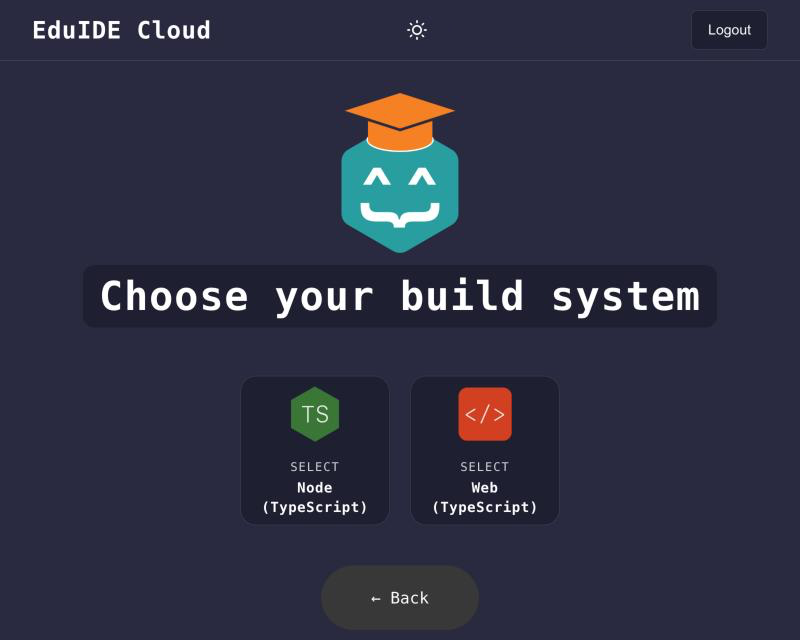 EduIDE Cloud
Logout
Choose your build system
TS
</>
SELECT
Node
(TypeScript)
SELECT
Web
(TypeScript)
← Back